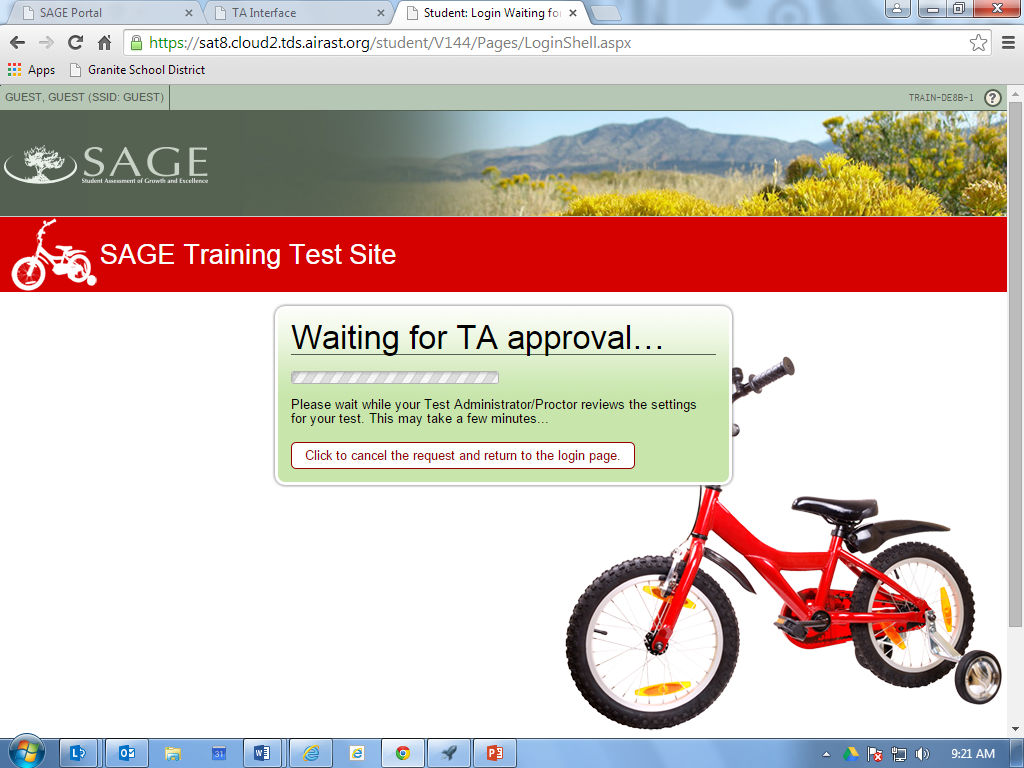 SAGE Portal
TA Interface
Student: Login Waiting fo
https://sat8.cloud2.tds.airast.org/student/V144/Pages/LoginShell.aspx
Apps
Granite School District
GUEST, GUEST (SSID: GUEST)
TRAIN-DE8B-1
?
SAGE
Student Assessment of Growth and Excellence
SAGE Training Test Site
Waiting for TA approval...
Please wait while your Test Administrator/Proctor reviews the settings
for your test. This may take a few minutes...
Click to cancel the request and return to the login page.
9:21 AM